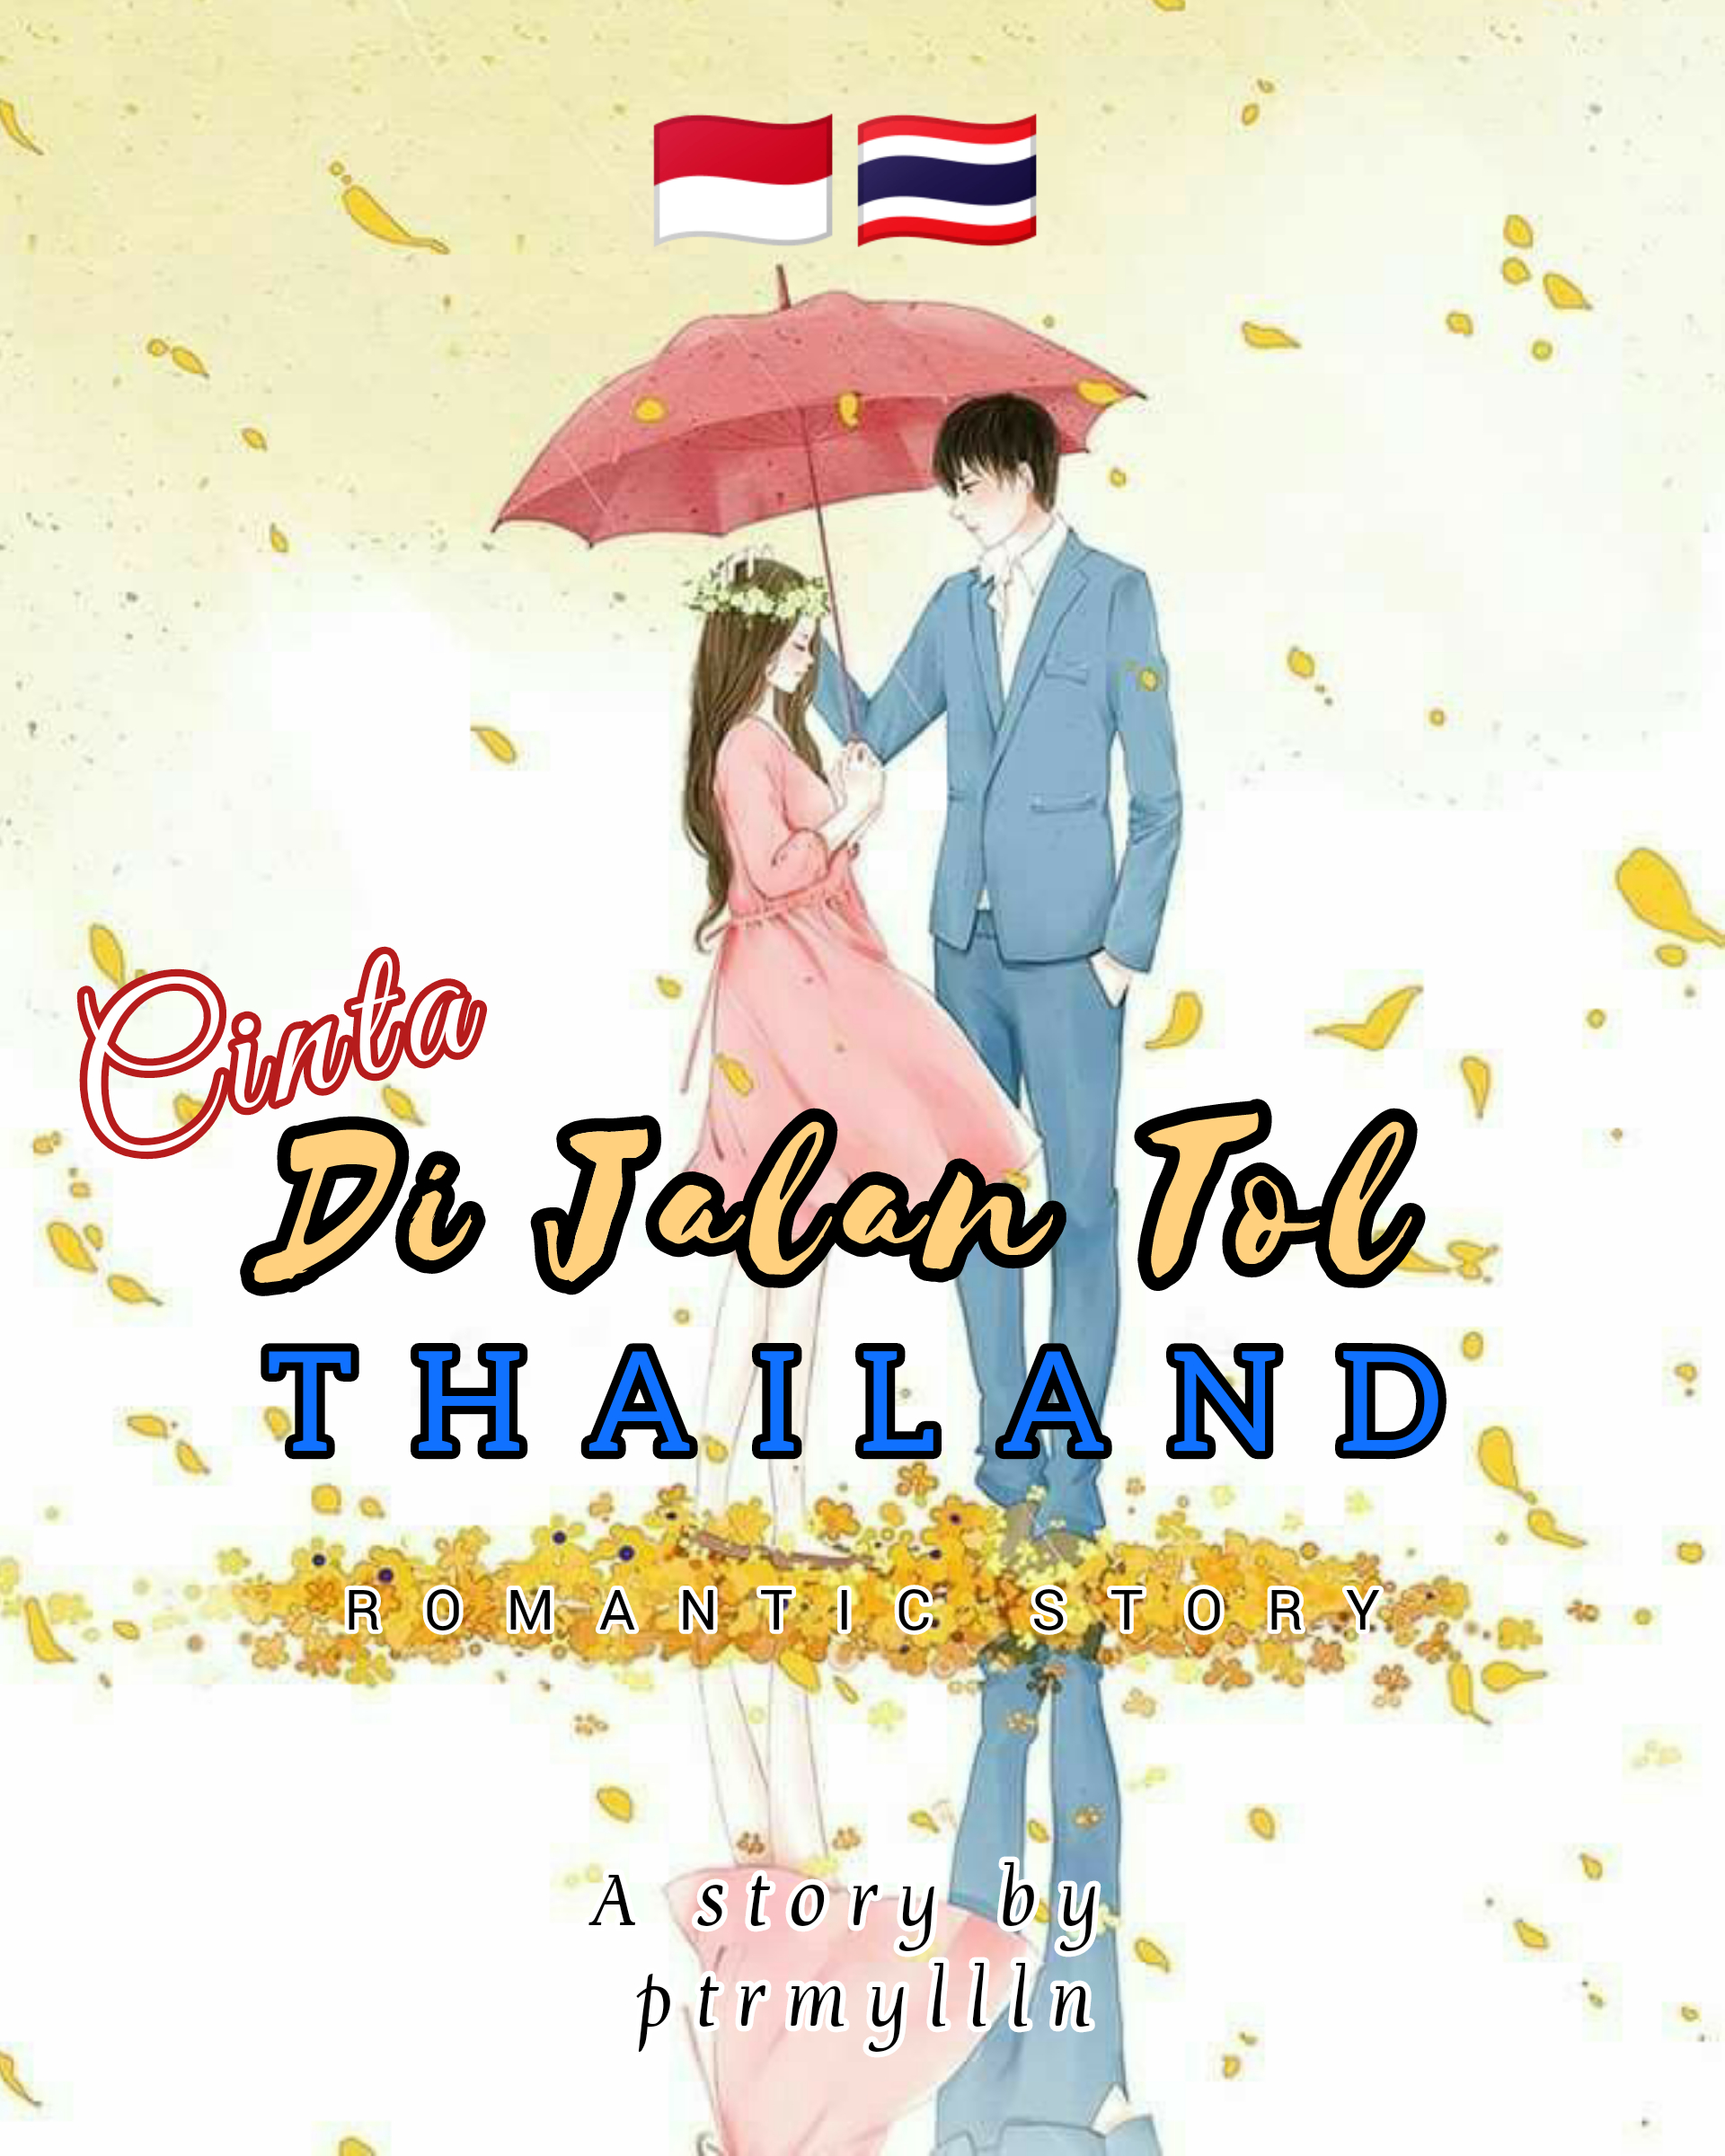 Cinta
Di Jalan Tol
THAILAND
ROMANTIC STORY
A story by
ptrmyllln